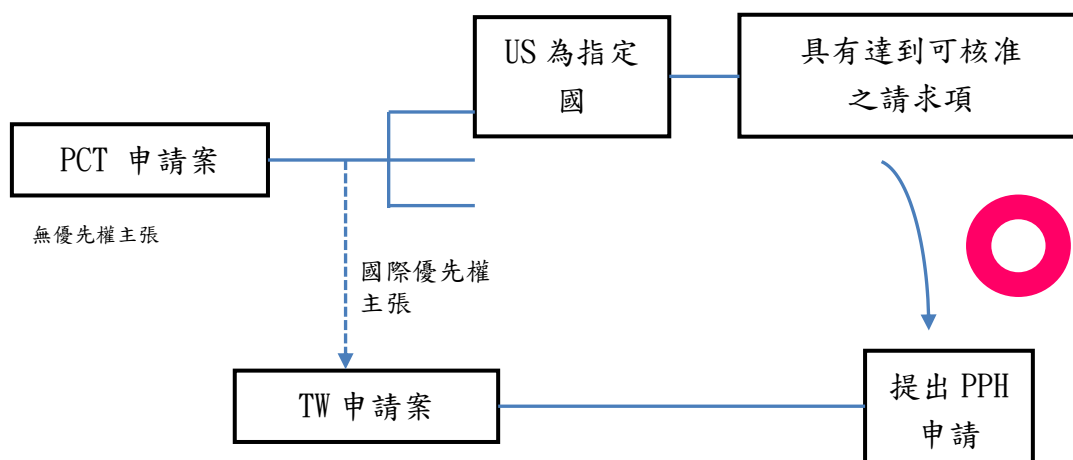 US 為指定
國
具有達到可核准
之請求項
PCT 申請案
無優先權主張
國際優先權
主張
TW 申請案
提出 PPH
申請